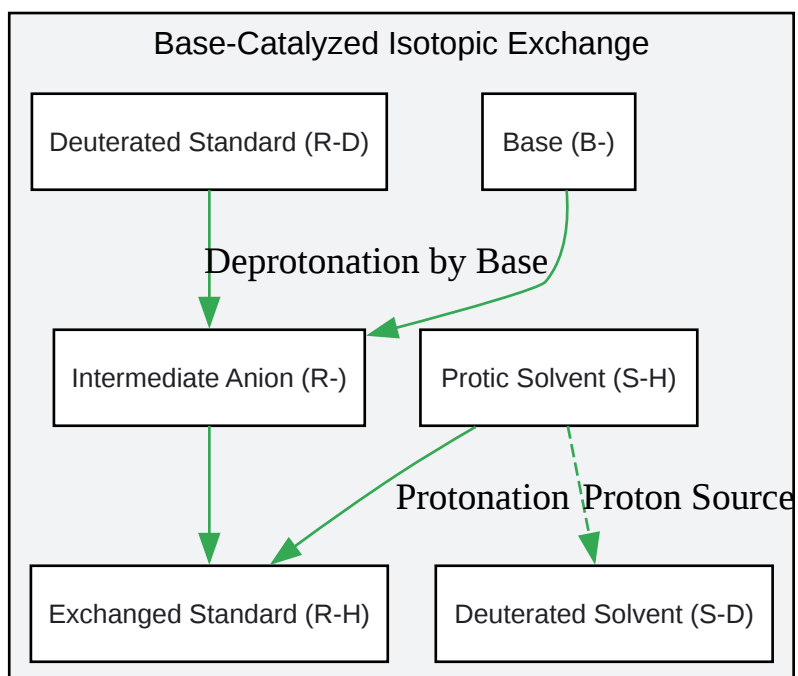 Base-Catalyzed Isotopic Exchange
Deuterated Standard (R-D)
Base (B-)
Deprotonation by Base
Intermediate Anion (R-)
Protic Solvent (S-H)
Protonation
Proton Source
Exchanged Standard (R-H)
Deuterated Solvent (S-D)